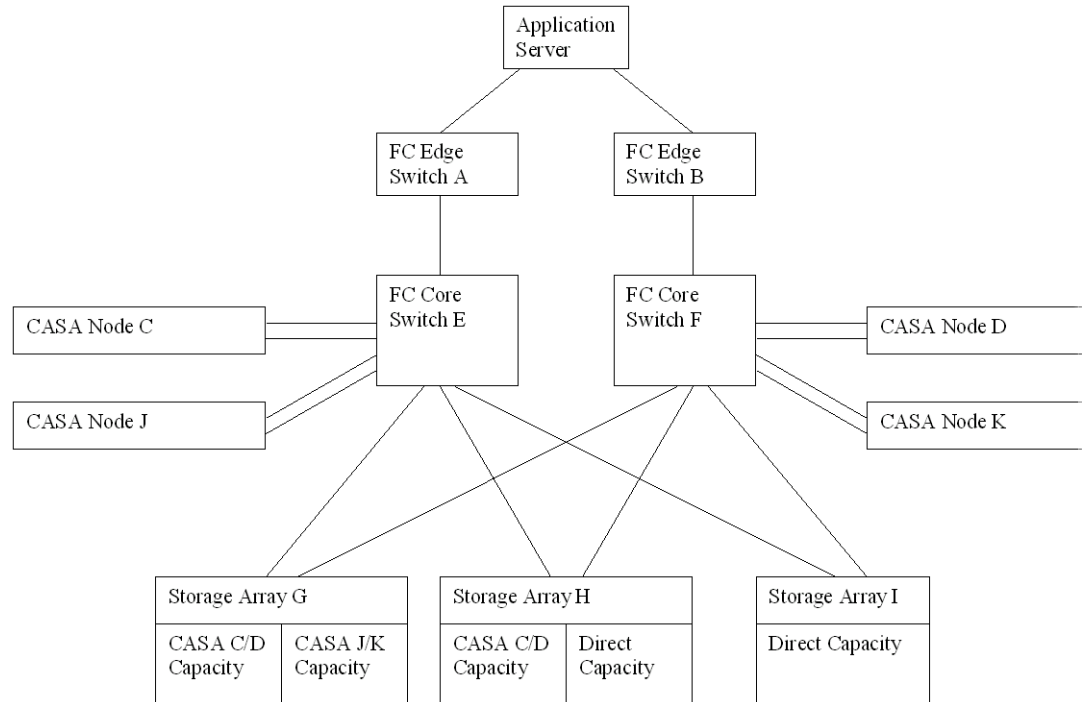 Application
Server
FC Edge
Switch A
FC Edge
Switch B
FC Core
Switch E
FC Core
Switch F
CASA Node C
CASA Node D
CASA Node J
CASA Node K
Storage Array G
Storage Array H
Storage Array I
CASA C/D
Capacity
CASA J/K
Capacity
CASA C/D
Capacity
Direct
Capacity
Direct Capacity